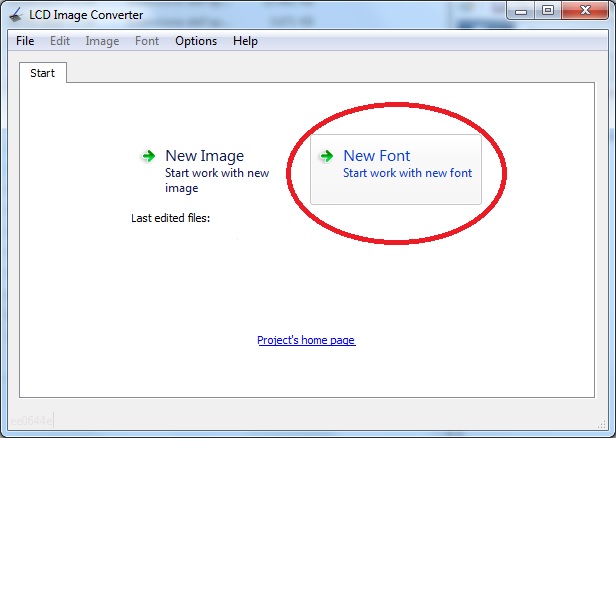 LCD Image Converter
File Edit Image Font Options Help
Start
New Image
Start work with new
image
New Font
Start work with new font
Last edited files:
Project's home page